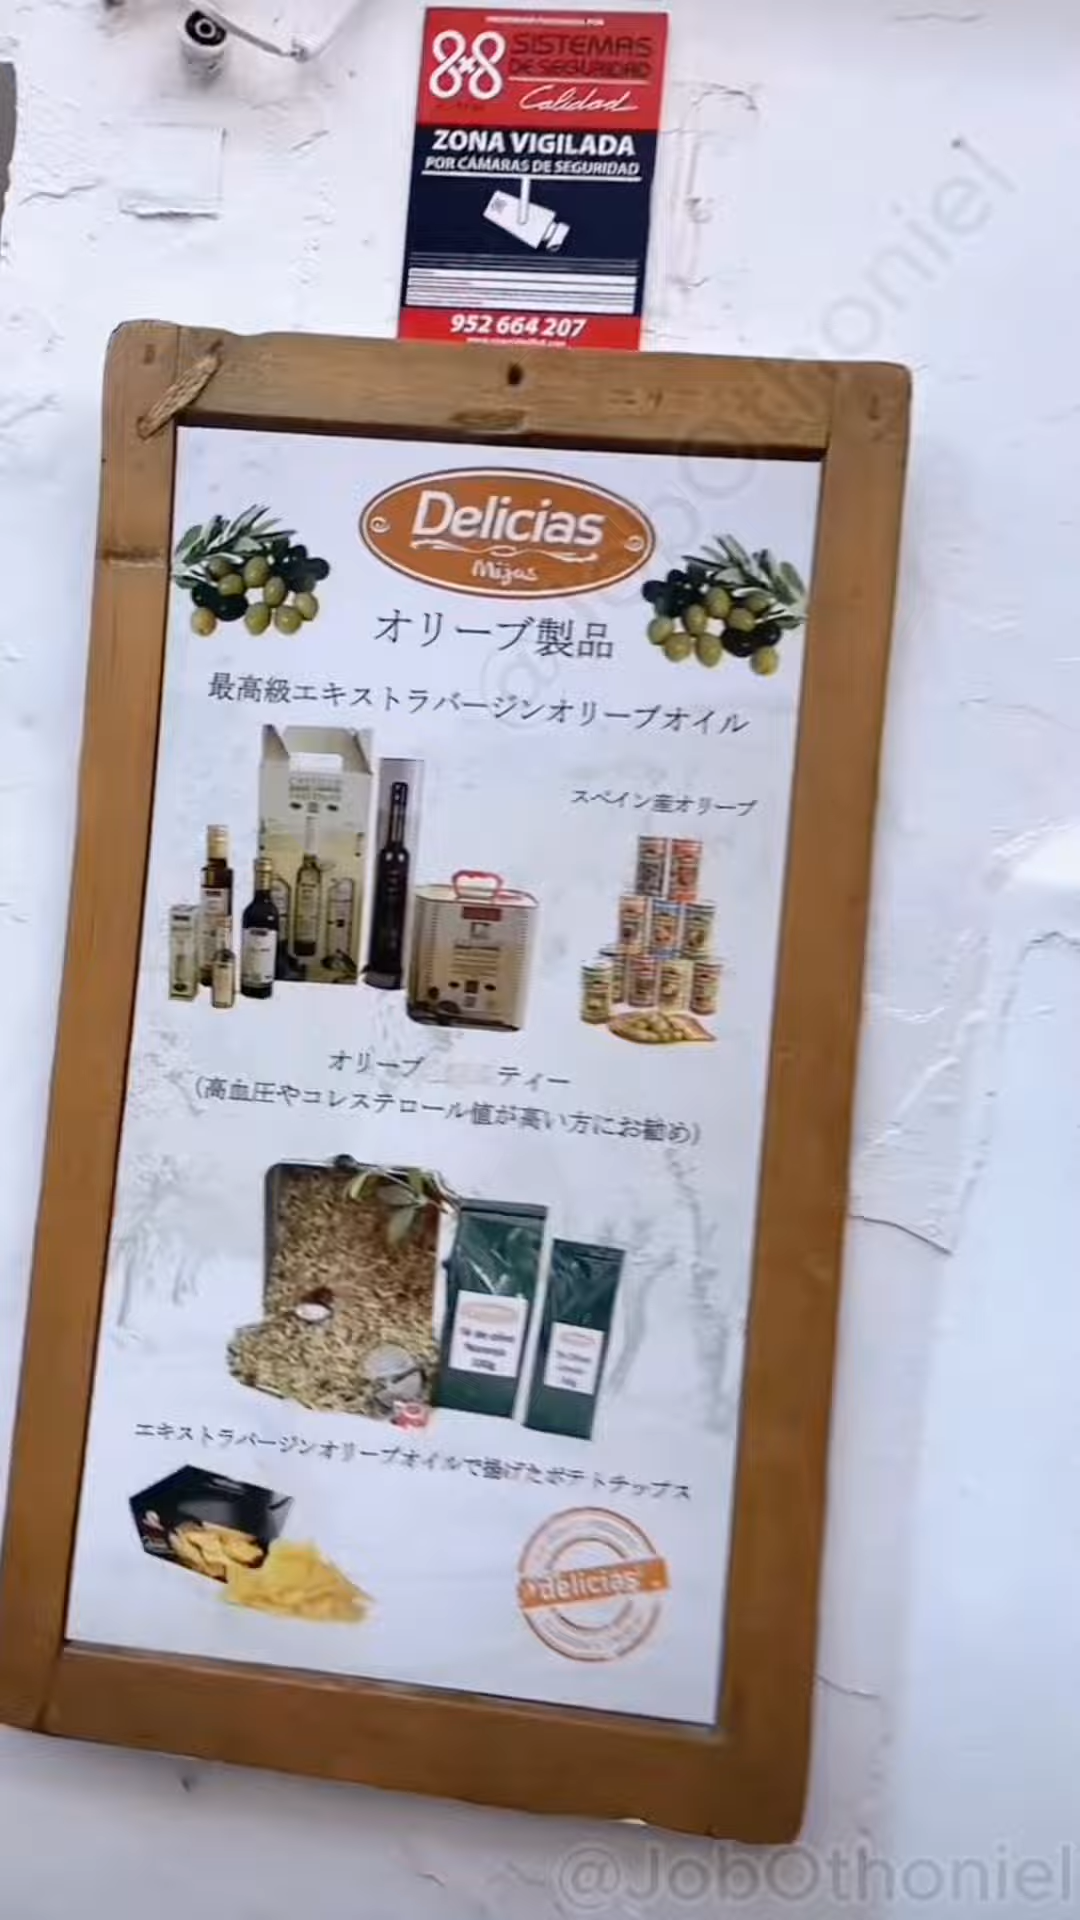 88
SISTEMAS
DE SEGURIDAD
Calidad
ZONA VIGILADA
POR CÁMARAS DE SEGURIDAD
952 664 207
Delicias
Mijas
オリーブ製品
最高級エキストラバージンオリーブオイル
スペイン産オリーブ
オリーブ ティー
(高血圧やコレステロール値が高い方にお勧め)
エキストラバージンオリーブオイルで揚げたポテトチップス
delicias
@JobOthoniel
@JobOthoniel